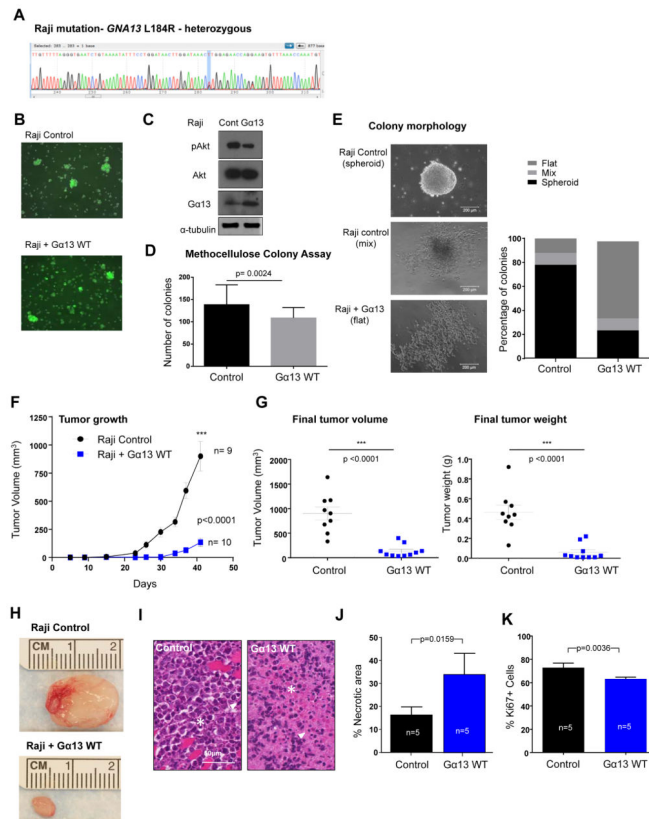 A
Raji mutation- GNA13 L184R - heterozygous
B
Raji Control
Raji + Gα13 WT
C
Raji Cont Gα13
pAkt
Akt
Gα13
α-tubulin
D
Methocellulose Colony Assay
p= 0.0024
Number of colonies
200
150
100
50
0
Control
Gα13 WT
E
Colony morphology
Raji Control
(spheroid)
200 µm
Raji control
(mix)
200 µm
Raji + Gα13
(flat)
200 µm
Flat
Mix
Spheroid
Percentage of colonies
100
80
60
40
20
0
Control
Gα13 WT
F
Tumor growth
Raji Control
Raji + Gα13 WT
***
n= 9
p<0.0001
n= 10
Tumor Volume (mm³)
1000
750
500
250
0
0 10 20 30 40 50
Days
G
Final tumor volume
***
p <0.0001
Tumor Volume (mm³)
2000
1500
1000
500
0
Control
Gα13 WT
Final tumor weight
***
p <0.0001
Tumor weight (g)
1.0
0.8
0.6
0.4
0.2
0.0
Control
Gα13 WT
H
Raji Control
CM 1 2
Raji + Gα13 WT
CM 1 2
I
Control
*
Gα13 WT
*
J
p=0.0159
% Necrotic area
50
40
30
20
10
0
n=5
n=5
Control
Gα13 WT
K
p=0.0036
% Ki67+ Cells
100
80
60
40
20
0
n=5
n=5
Control
Gα13 WT